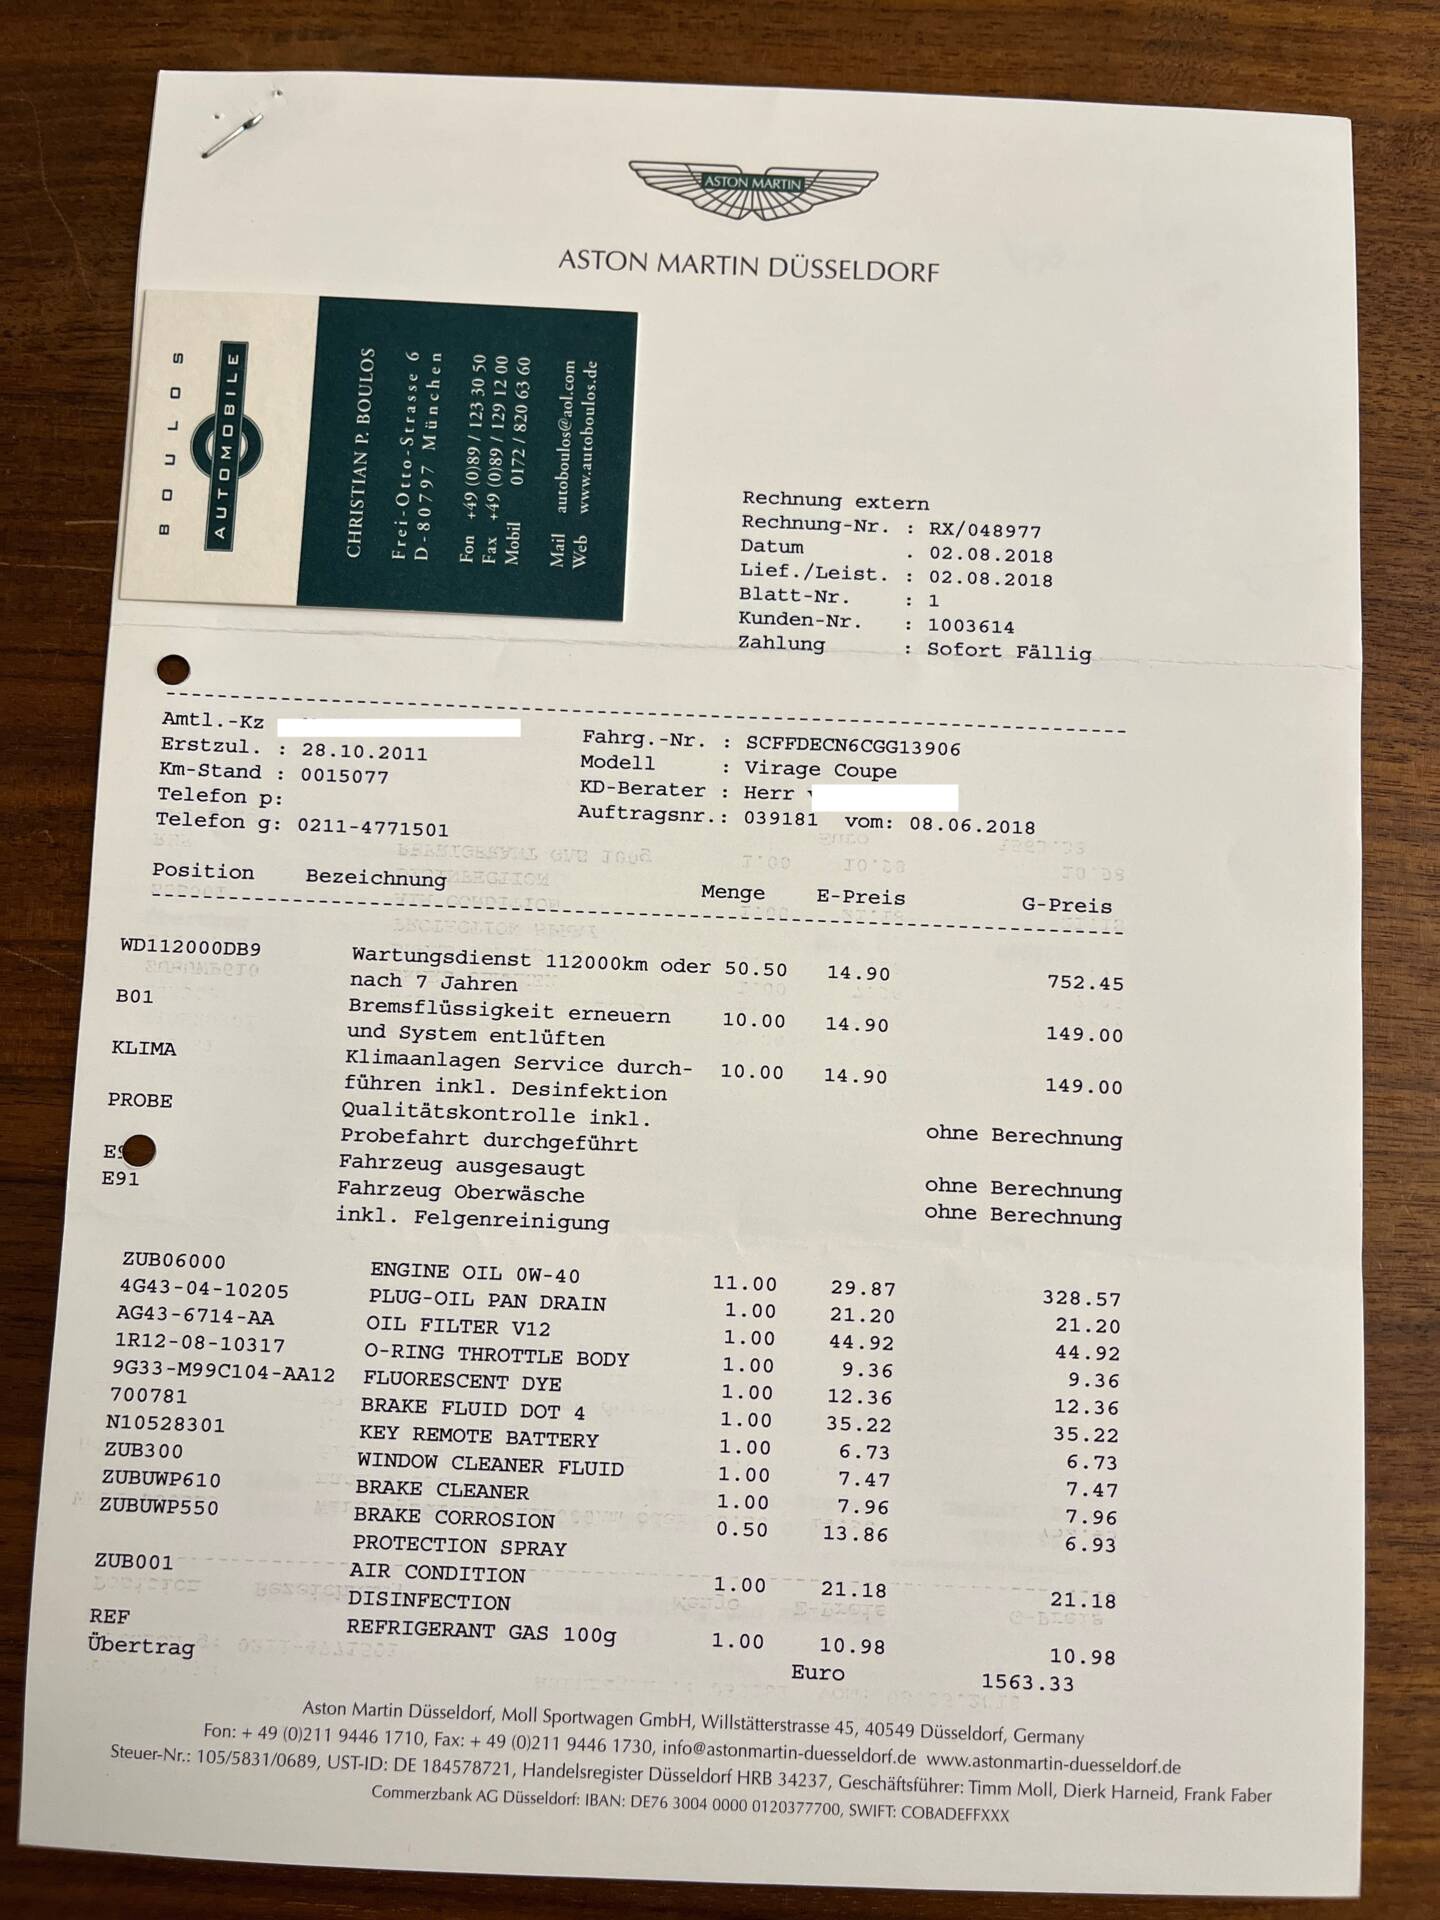 ASTON MARTIN
ASTON MARTIN DÜSSELDORF
BOULOS
AUTOMOBILE
CHRISTIAN P. BOULOS
Frei-Otto-Strasse 6
D-80797 München
Fon +49 (0)89 / 123 30 50
Fax +49 (0)89 / 129 12 00
Mobil 0172 / 820 63 60
Mail autoboulos@aol.com
Web www.autoboulos.de
Rechnung extern
Rechnung-Nr. : RX/048977
Datum . 02.08.2018
Lief./Leist. : 02.08.2018
Blatt-Nr. : 1
Kunden-Nr. : 1003614
Zahlung : Sofort Fällig
Amtl.-Kz
Erstzul. : 28.10.2011
Km-Stand : 0015077
Telefon p:
Telefon g: 0211-4771501
Fahrg.-Nr. : SCFFDECN6CGG13906
Modell : Virage Coupe
KD-Berater : Herr
Auftragsnr.: 039181 vom: 08.06.2018
Position Bezeichnung Menge E-Preis G-Preis
WD112000DB9 Wartungsdienst 112000km oder 50.50 14.90 752.45
nach 7 Jahren
B01 Bremsflüssigkeit erneuern 10.00 14.90 149.00
und System entlüften
KLIMA Klimaanlagen Service durch- 10.00 14.90 149.00
führen inkl. Desinfektion
PROBE Qualitätskontrolle inkl. ohne Berechnung
Probefahrt durchgeführt
Fahrzeug ausgesaugt ohne Berechnung
E91 Fahrzeug Oberwäsche ohne Berechnung
inkl. Felgenreinigung
ZUB06000 ENGINE OIL 0W-40 11.00 29.87 328.57
4G43-04-10205 PLUG-OIL PAN DRAIN 1.00 21.20 21.20
AG43-6714-AA OIL FILTER V12 1.00 44.92 44.92
1R12-08-10317 O-RING THROTTLE BODY 1.00 9.36 9.36
9G33-M99C104-AA12 FLUORESCENT DYE 1.00 12.36 12.36
700781 BRAKE FLUID DOT 4 1.00 35.22 35.22
N10528301 KEY REMOTE BATTERY 1.00 6.73 6.73
ZUB300 WINDOW CLEANER FLUID 1.00 7.47 7.47
ZUBUWP610 BRAKE CLEANER 1.00 7.96 7.96
ZUBUWP550 BRAKE CORROSION 0.50 13.86 6.93
PROTECTION SPRAY
ZUB001 AIR CONDITION 1.00 21.18 21.18
DISINFECTION
REF REFRIGERANT GAS 100g 1.00 10.98 10.98
Übertrag Euro 1563.33
Aston Martin Düsseldorf, Moll Sportwagen GmbH, Willstätterstrasse 45, 40549 Düsseldorf, Germany
Fon: + 49 (0)211 9446 1710, Fax: + 49 (0)211 9446 1730, info@astonmartin-duesseldorf.de www.astonmartin-duesseldorf.de
Steuer-Nr.: 105/5831/0689, UST-ID: DE 184578721, Handelsregister Düsseldorf HRB 34237, Geschäftsführer: Timm Moll, Dierk Harneid, Frank Faber
Commerzbank AG Düsseldorf: IBAN: DE76 3004 0000 0120377700, SWIFT: COBADEFFXXX